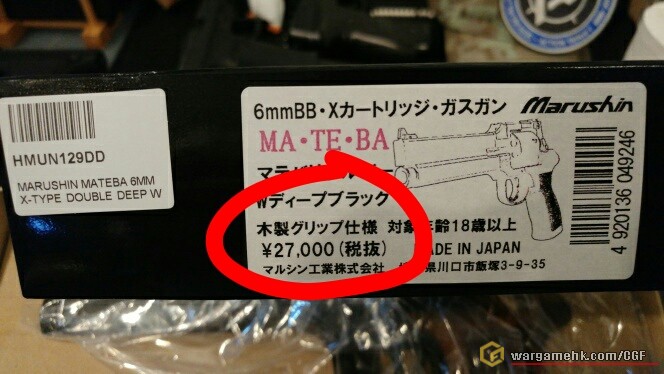 HMUN129DD
MARUSHIN MATEBA 6MM
X-TYPE DOUBLE DEEP W
6mmBB・Xカートリッジ・ガスガン Marushin
MA・TE・BA
Wディープブラック
木製グリップ仕様 対象年齢18歳以上
¥27,000(税抜) MADE IN JAPAN
マルシン工業株式会社 県川口市飯塚3-9-35
4 920136 049246
wargamehk.com/CGF